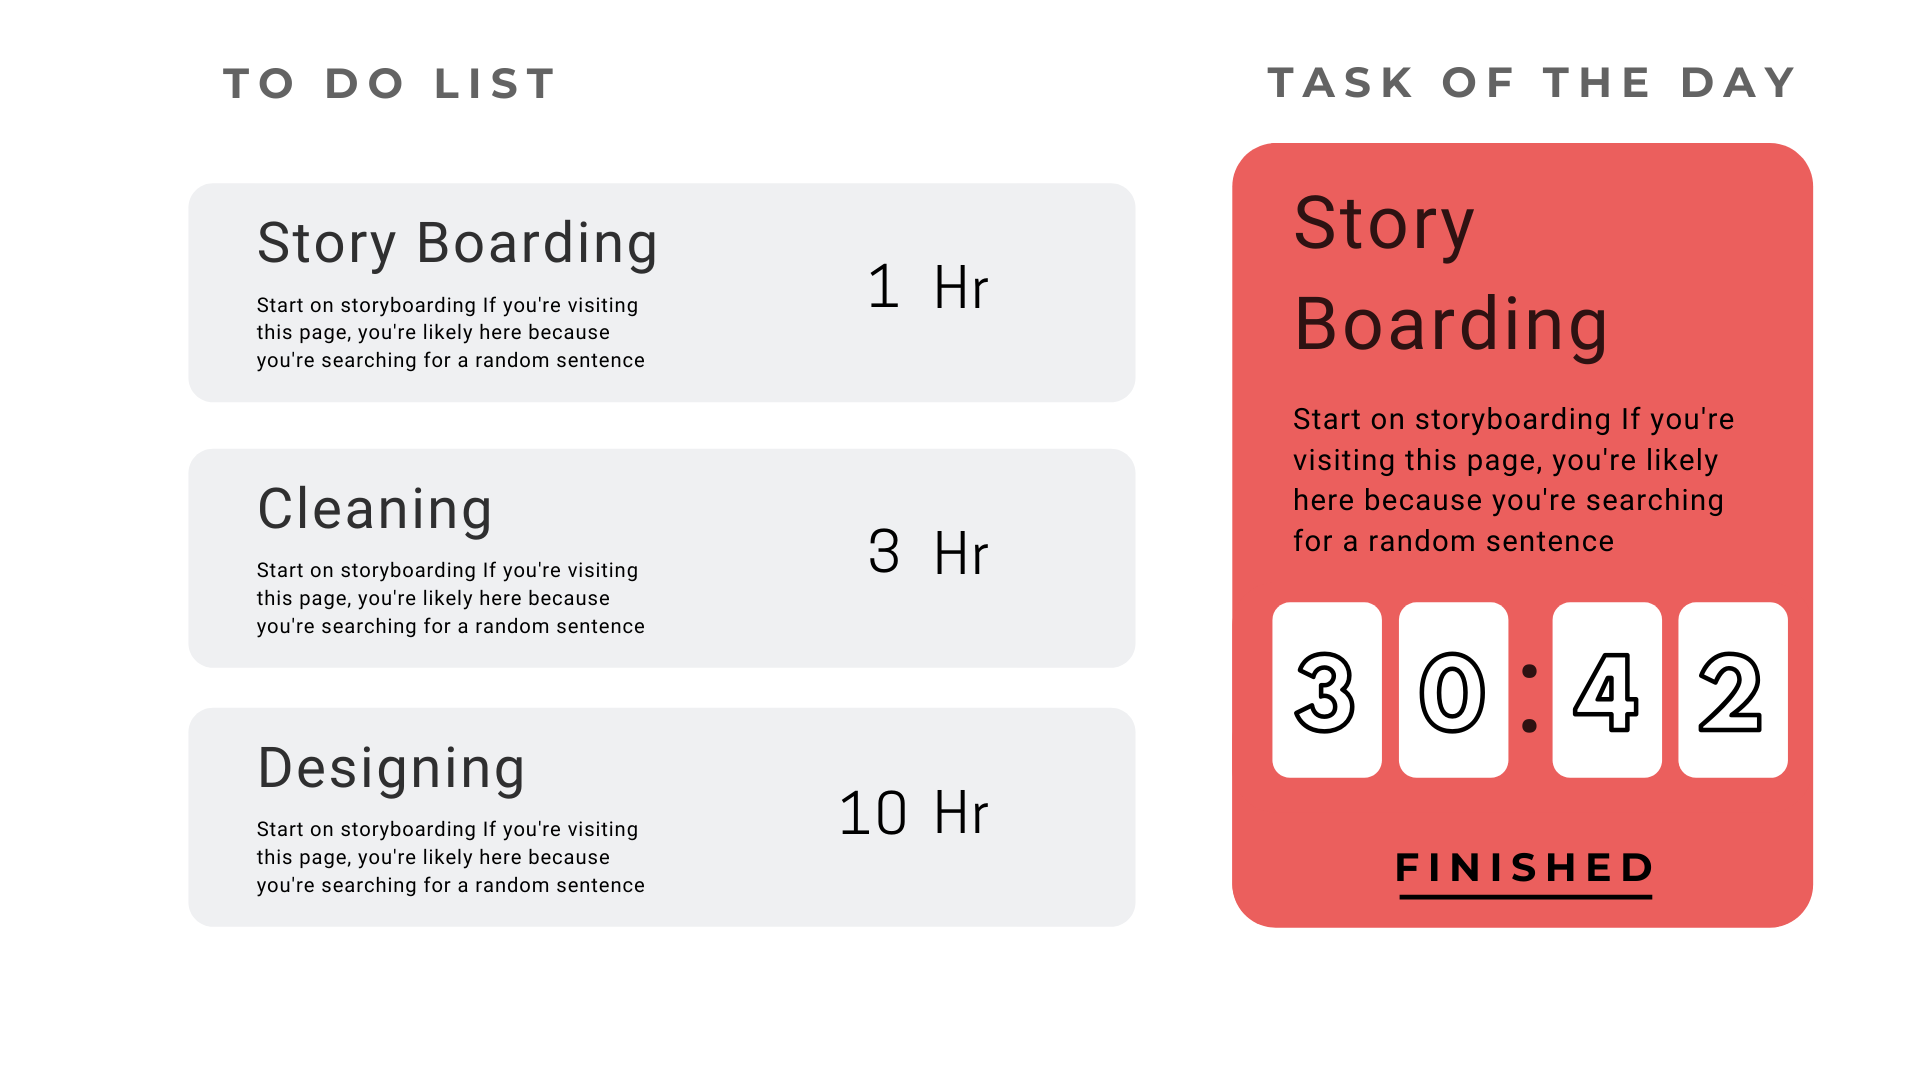 TO DO LIST
Story Boarding
Start on storyboarding If you're visiting
this page, you're likely here because
you're searching for a random sentence
1 Hr
Cleaning
Start on storyboarding If you're visiting
this page, you're likely here because
you're searching for a random sentence
3 Hr
Designing
Start on storyboarding If you're visiting
this page, you're likely here because
you're searching for a random sentence
10 Hr
TASK OF THE DAY
Story
Boarding
Start on storyboarding If you're
visiting this page, you're likely
here because you're searching
for a random sentence
30:42
FINISHED